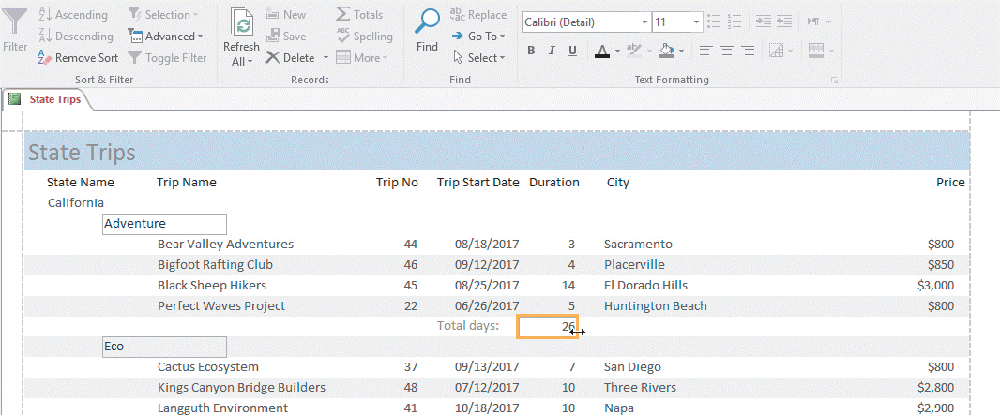 Filter
Ascending
Descending
Remove Sort
Selection
Advanced
Toggle Filter
Sort & Filter
Refresh
All
New
Save
Delete
Totals
Spelling
More
Records
Find
Replace
Go To
Select
Find
Calibri (Detail) 11
B I U A
Text Formatting
State Trips
State Trips
State Name Trip Name Trip No Trip Start Date Duration City Price
California
Adventure
Bear Valley Adventures 44 08/18/2017 3 Sacramento $800
Bigfoot Rafting Club 46 09/12/2017 4 Placerville $850
Black Sheep Hikers 45 08/25/2017 14 El Dorado Hills $3,000
Perfect Waves Project 22 06/26/2017 5 Huntington Beach $800
Total days: 26
Eco
Cactus Ecosystem 37 09/13/2017 7 San Diego $800
Kings Canyon Bridge Builders 48 07/12/2017 10 Three Rivers $2,800
Langguth Environment 41 10/18/2017 10 Napa $2,900